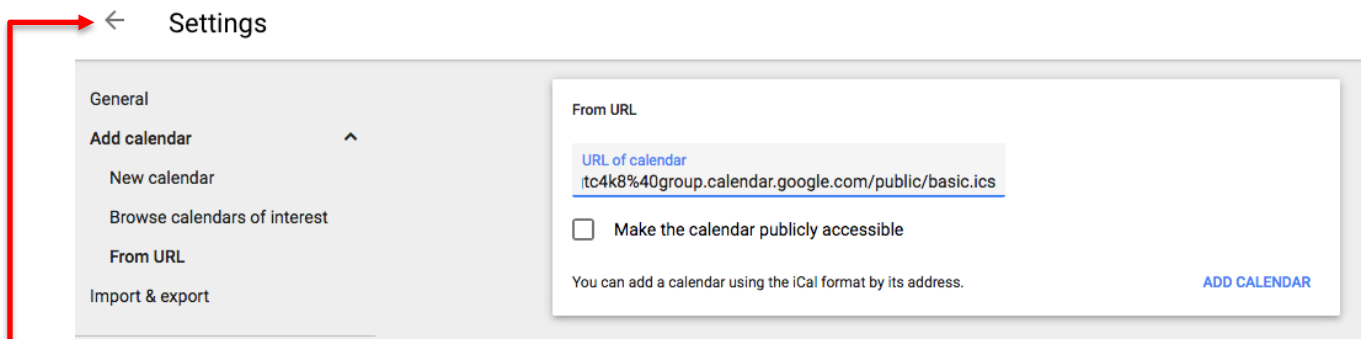 Settings
General
Add calendar
New calendar
Browse calendars of interest
From URL
Import & export
From URL
URL of calendar
tc4k8%40group.calendar.google.com/public/basic.ics
Make the calendar publicly accessible
You can add a calendar using the iCal format by its address.
ADD CALENDAR